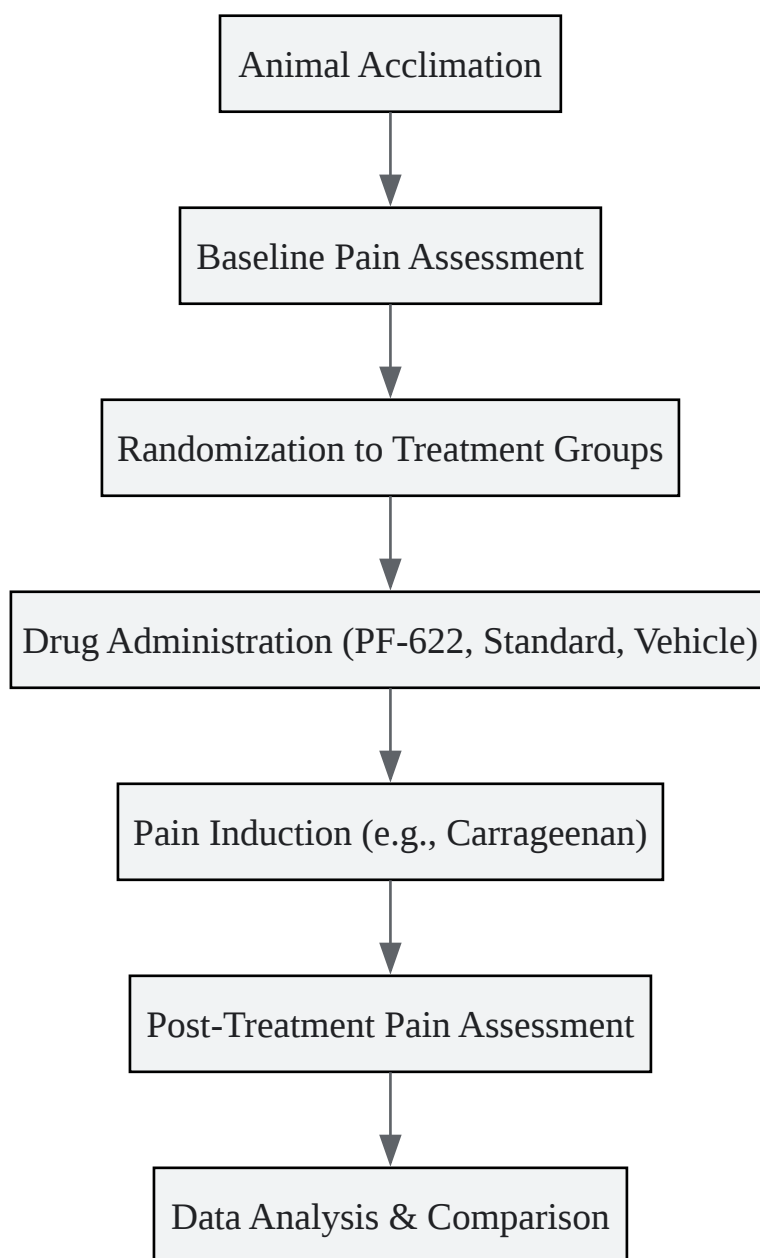 Animal Acclimation
Baseline Pain Assessment
Randomization to Treatment Groups
Drug Administration (PF-622, Standard, Vehicle)
Pain Induction (e.g., Carrageenan)
Post-Treatment Pain Assessment
Data Analysis & Comparison